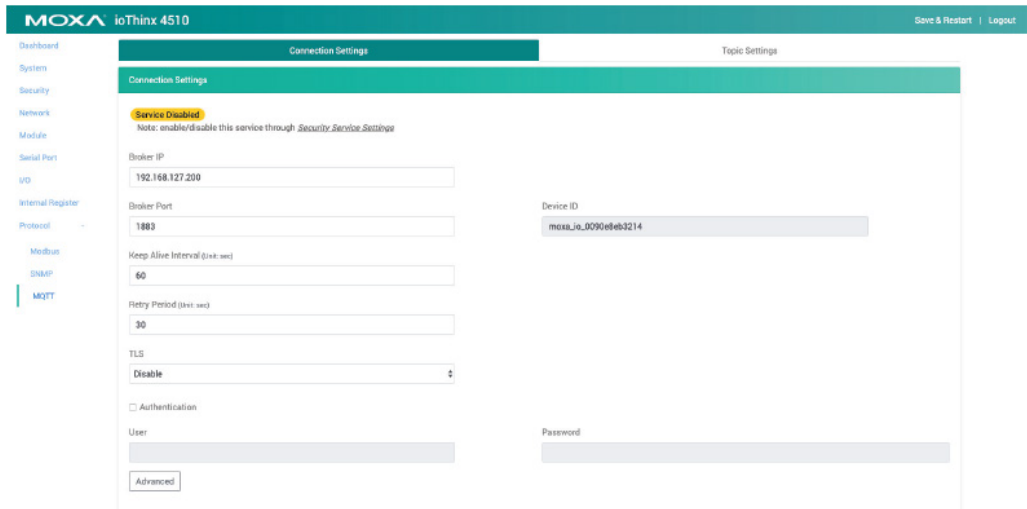 MOXA ioThinx 4510
Save & Restart | Logout
Dashboard
System
Security
Network
Module
Serial Port
I/O
Internal Register
Protocol -
Modbus
SNMP
MQTT
Connection Settings
Topic Settings
Connection Settings
Service Disabled
Note: enable/disable this service through Security Service Settings
Broker IP
192.168.127.200
Broker Port
1883
Device ID
moxa_io_0090e8eb3214
Keep Alive Interval (Unit: sec)
60
Retry Period (Unit: sec)
30
TLS
Disable
Authentication
User
Password
Advanced